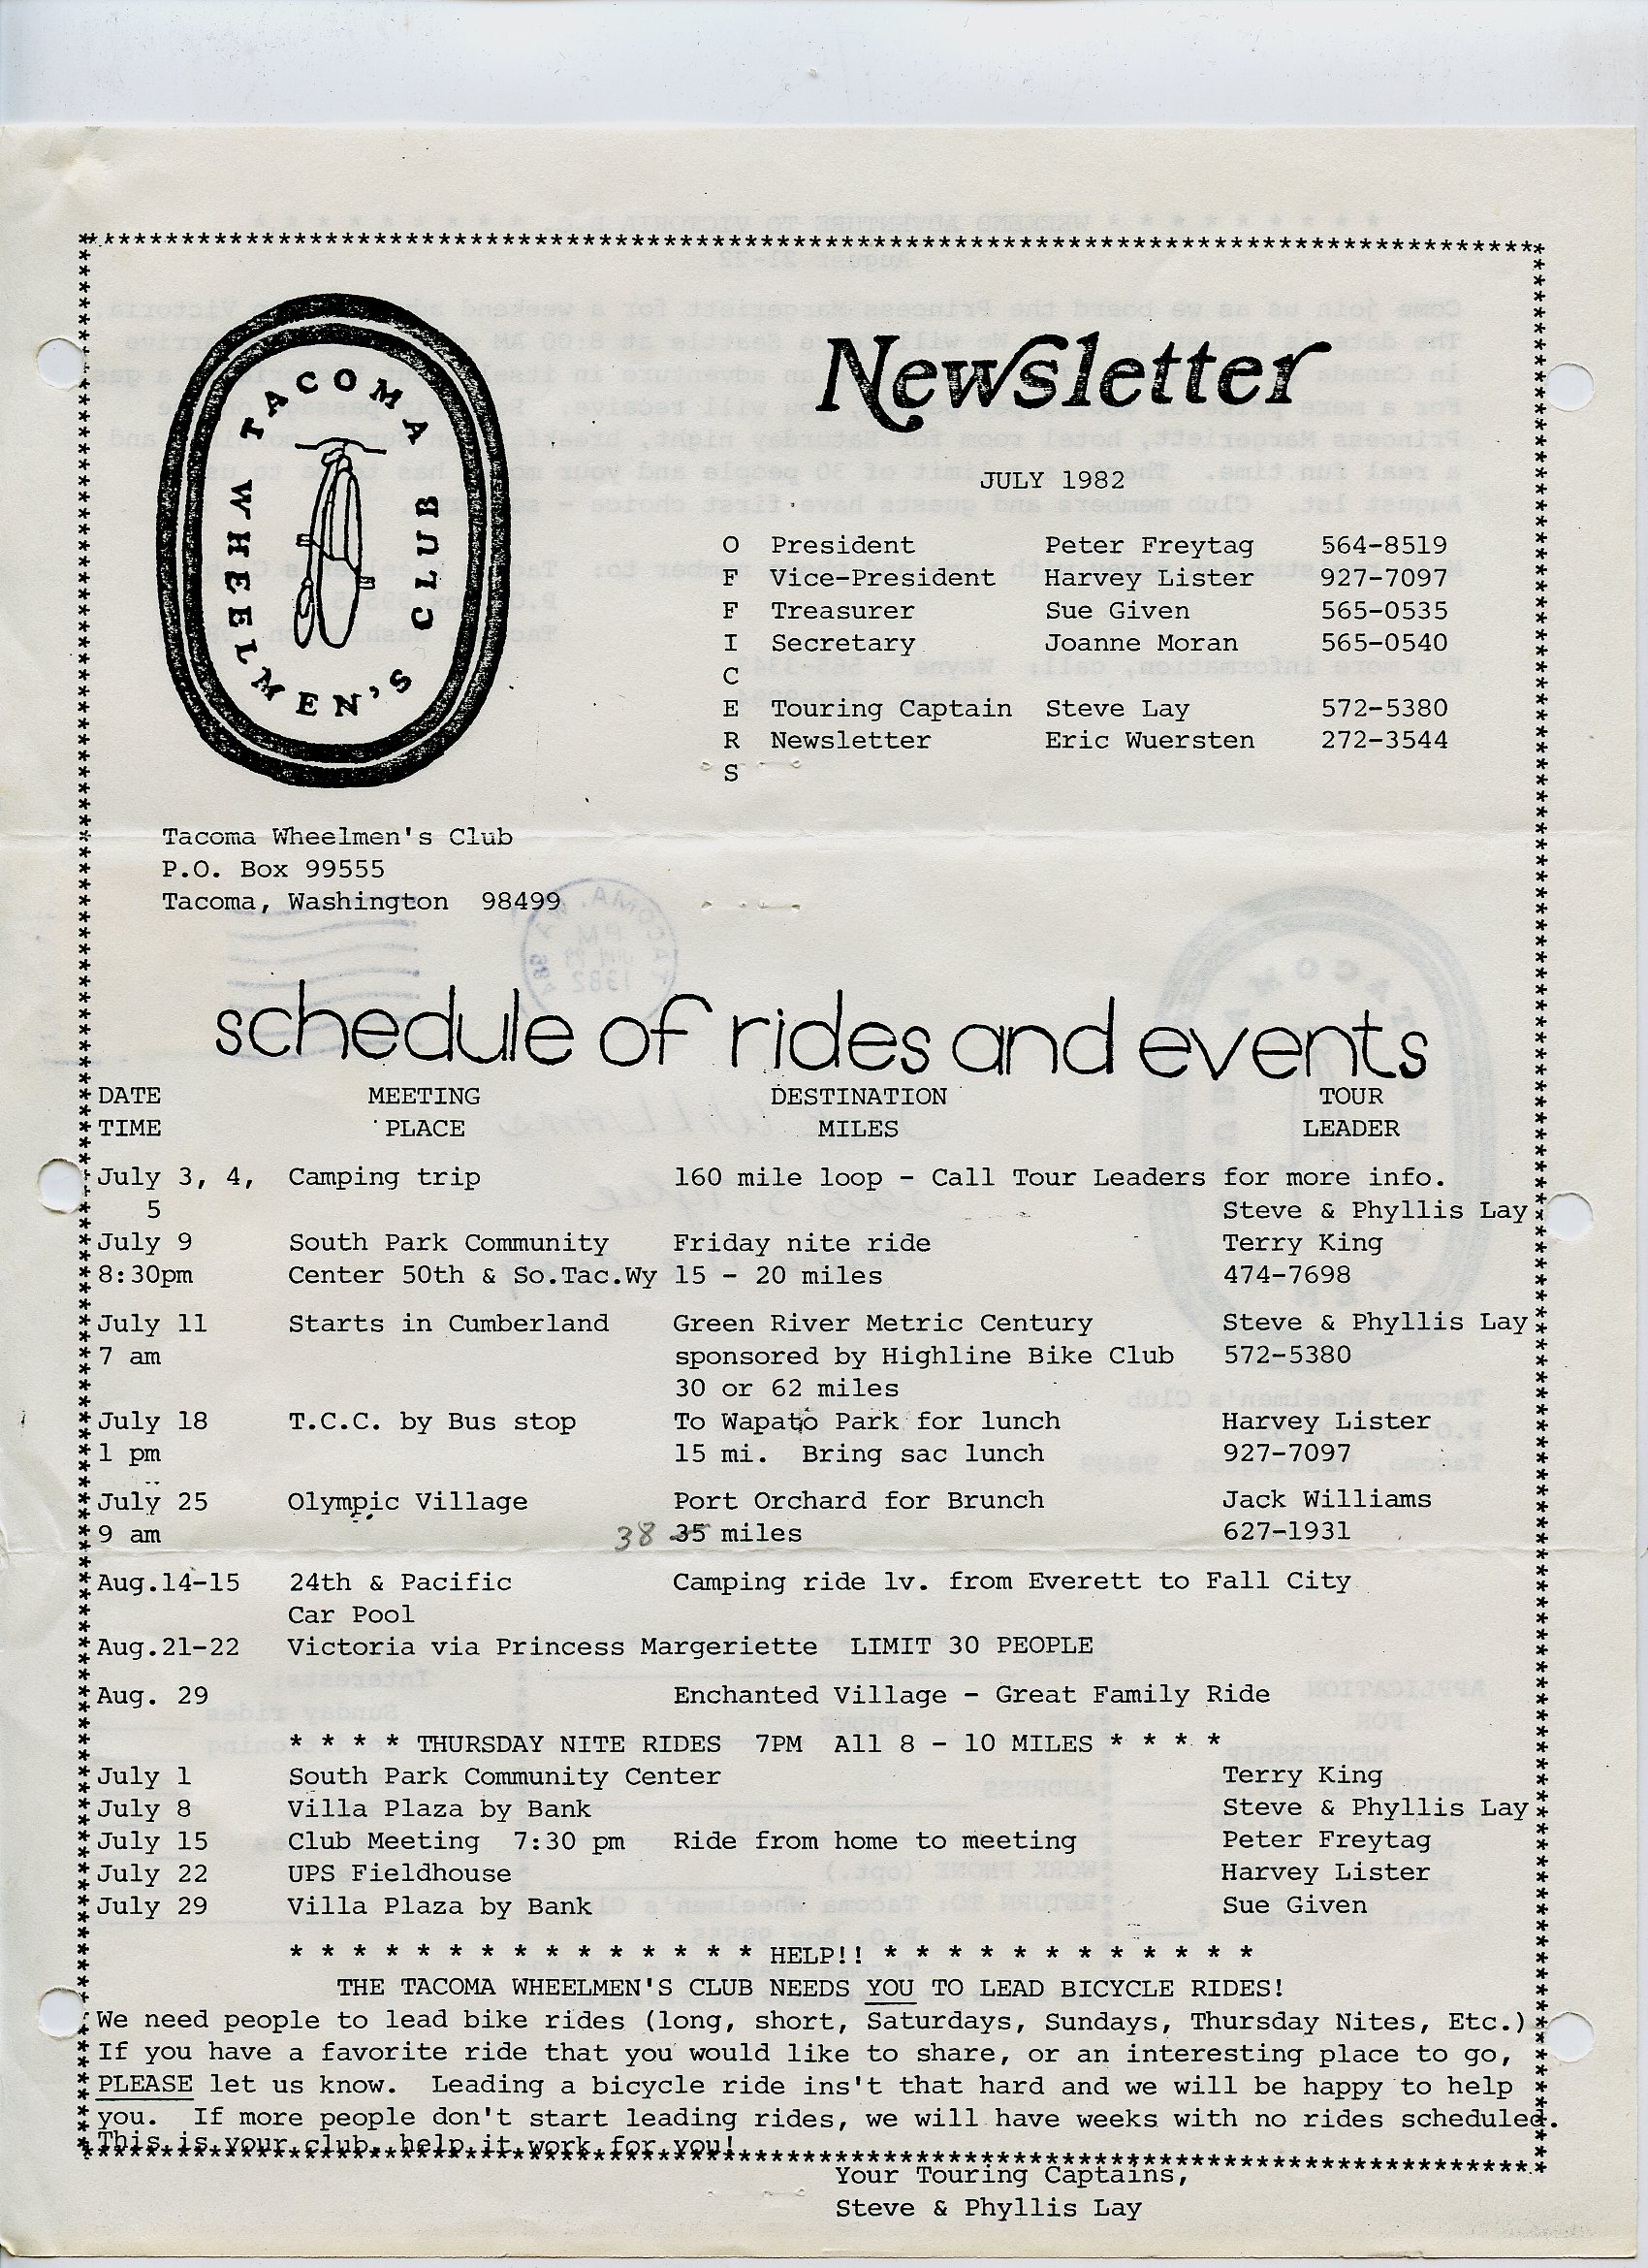 TACOMA
WHEELMEN'S
CLUB
Newsletter
JULY 1982
O President Peter Freytag 564-8519
F Vice-President Harvey Lister 927-7097
F Treasurer Sue Given 565-0535
I Secretary Joanne Moran 565-0540
C
E Touring Captain Steve Lay 572-5380
R Newsletter Eric Wuersten 272-3544
S
Tacoma Wheelmen's Club
P.O. Box 99555
Tacoma, Washington 98499
schedule of rides and events
DATE MEETING DESTINATION TOUR
TIME PLACE MILES LEADER
July 3, 4, Camping trip 160 mile loop - Call Tour Leaders for more info.
5 Steve & Phyllis Lay
July 9 South Park Community Friday nite ride Terry King
8:30pm Center 50th & So.Tac.Wy 15 - 20 miles 474-7698
July 11 Starts in Cumberland Green River Metric Century Steve & Phyllis Lay
7 am sponsored by Highline Bike Club 572-5380
30 or 62 miles
July 18 T.C.C. by Bus stop To Wapato Park for lunch Harvey Lister
1 pm 15 mi. Bring sac lunch 927-7097
July 25 Olympic Village Port Orchard for Brunch Jack Williams
9 am 38 35 miles 627-1931
Aug.14-15 24th & Pacific Camping ride lv. from Everett to Fall City
Car Pool
Aug.21-22 Victoria via Princess Margeriette LIMIT 30 PEOPLE
Aug. 29 Enchanted Village - Great Family Ride
* * * * THURSDAY NITE RIDES 7PM All 8 - 10 MILES * * * *
July 1 South Park Community Center Terry King
July 8 Villa Plaza by Bank Steve & Phyllis Lay
July 15 Club Meeting 7:30 pm Ride from home to meeting Peter Freytag
July 22 UPS Fieldhouse Harvey Lister
July 29 Villa Plaza by Bank Sue Given
* * * * * * * * * * * * * * * HELP!! * * * * * * * * * * * *
THE TACOMA WHEELMEN'S CLUB NEEDS YOU TO LEAD BICYCLE RIDES!
We need people to lead bike rides (long, short, Saturdays, Sundays, Thursday Nites, Etc.)
If you have a favorite ride that you would like to share, or an interesting place to go,
PLEASE let us know. Leading a bicycle ride ins't that hard and we will be happy to help
you. If more people don't start leading rides, we will have weeks with no rides scheduled.
This is your club, help it work for you!
Your Touring Captains,
Steve & Phyllis Lay